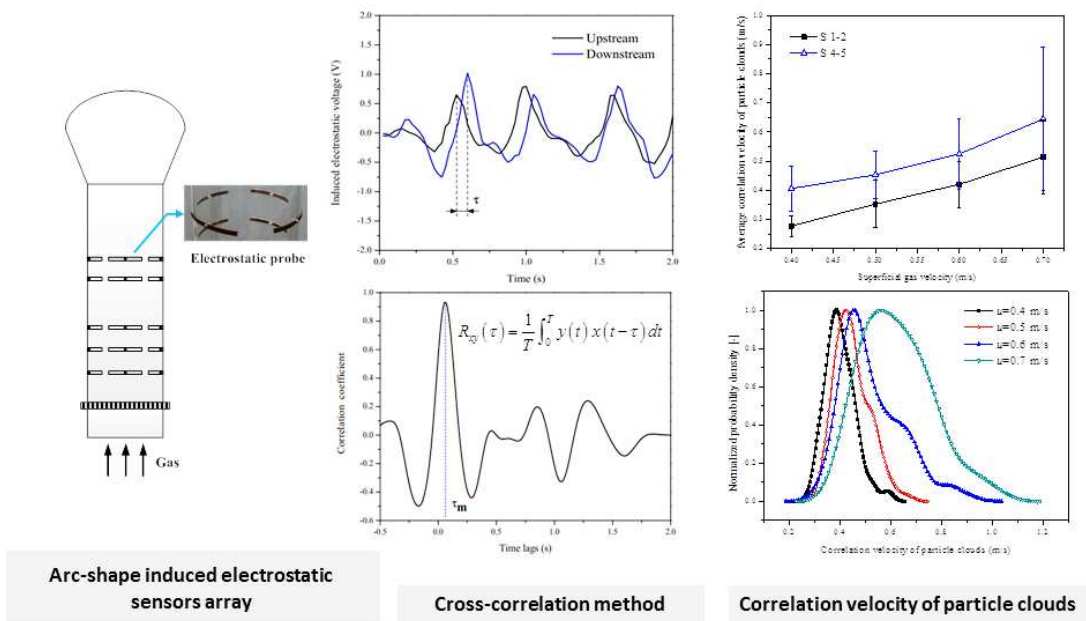 Electrostatic probe
Gas
Arc-shape induced electrostatic
sensors array
Induced electrostatic voltage (V)
2.0
1.5
1.0
0.5
0.0
-0.5
-1.0
-1.5
-2.0
Upstream
Downstream
τ
0.0 0.5 1.0 1.5 2.0
Time (s)
Correlation coefficient
1.0
0.8
0.6
0.4
0.2
0.0
-0.2
-0.4
-0.6
R_xy(τ) = 1/T ∫_0^T y(t) x(t−τ) dt
τm
-0.5 0.0 0.5 1.0 1.5 2.0
Time lags (s)
Cross-correlation method
Average correlation velocity of particle clouds (m/s)
1.0
0.9
0.8
0.7
0.6
0.5
0.4
0.3
0.2
S 1-2
S 4-5
0.40 0.45 0.50 0.55 0.60 0.65 0.70
Superficial gas velocity (m/s)
Normalized probability density [-]
1.0
0.8
0.6
0.4
0.2
0.0
u=0.4 m/s
u=0.5 m/s
u=0.6 m/s
u=0.7 m/s
0.2 0.4 0.6 0.8 1.0 1.2
Correlation velocity of particle clouds (m/s)
Correlation velocity of particle clouds